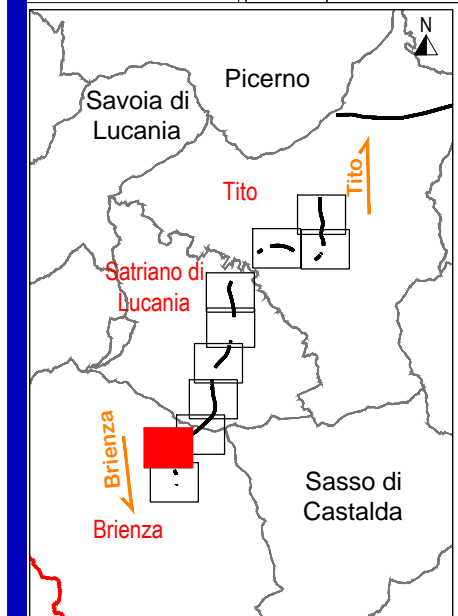 N
Picerno
Savoia di
Lucania
Tito
Tito
Satriano di
Lucania
Brienza
Brienza
Sasso di
Castalda